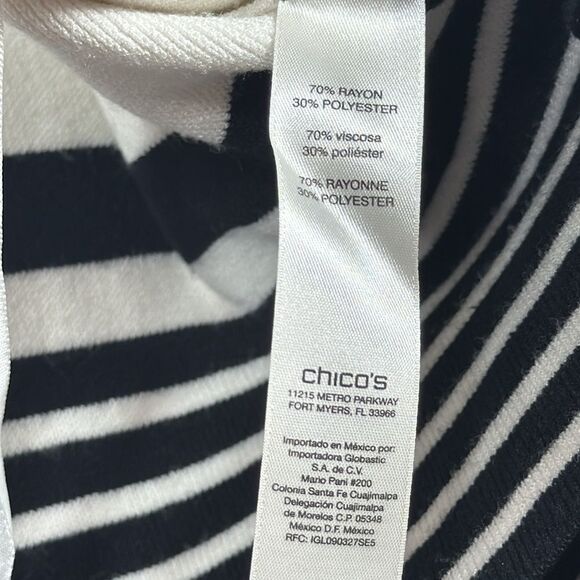 70% RAYON
30% POLYESTER
70% viscosa
30% poliéster
70% RAYONNE
30% POLYESTER
chico's
11215 METRO PARKWAY
FORT MYERS, FL 33966
Importado en México por:
Importadora Globastic
S.A. de C.V.
Mario Pani #200
Colonia Santa Fe Cuajimalpa
Delegación Cuajimalpa
de Morelos C.P. 05348
México D.F. México
RFC: IGL090327SE5